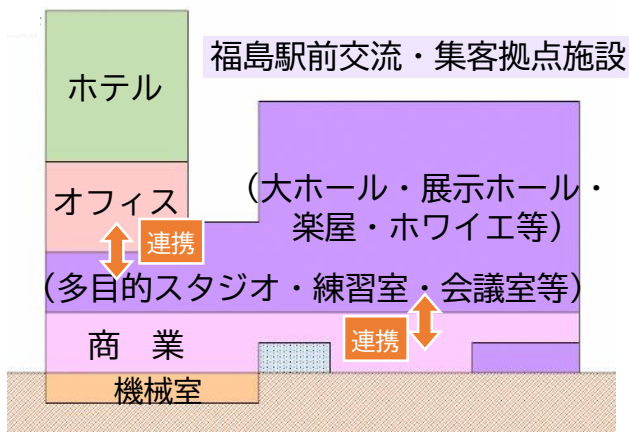 福島駅前交流・集客拠点施設
ホテル
オフィス
(大ホール・展示ホール・
楽屋・ホワイエ等)
連携
(多目的スタジオ・練習室・会議室等)
商　業
連携
機械室